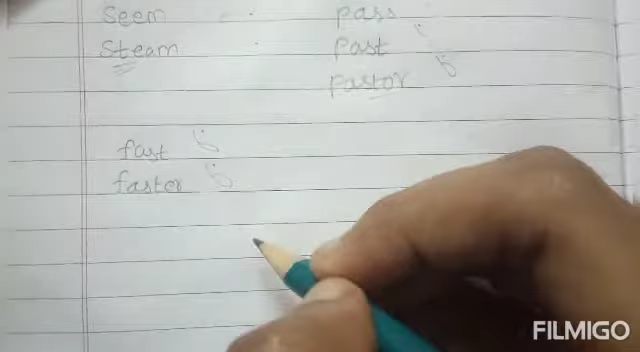 Seem pass
Steam past
pastor
fast
faster
FILMIGO